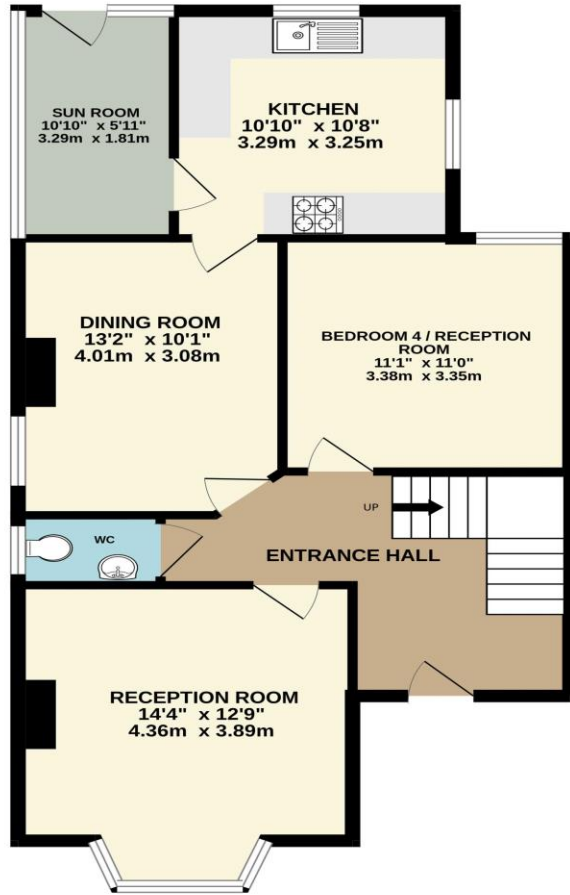 SUN ROOM
10'10" x 5'11"
3.29m x 1.81m
KITCHEN
10'10" x 10'8"
3.29m x 3.25m
DINING ROOM
13'2" x 10'1"
4.01m x 3.08m
BEDROOM 4 / RECEPTION
ROOM
11'1" x 11'0"
3.38m x 3.35m
UP
WC
ENTRANCE HALL
RECEPTION ROOM
14'4" x 12'9"
4.36m x 3.89m